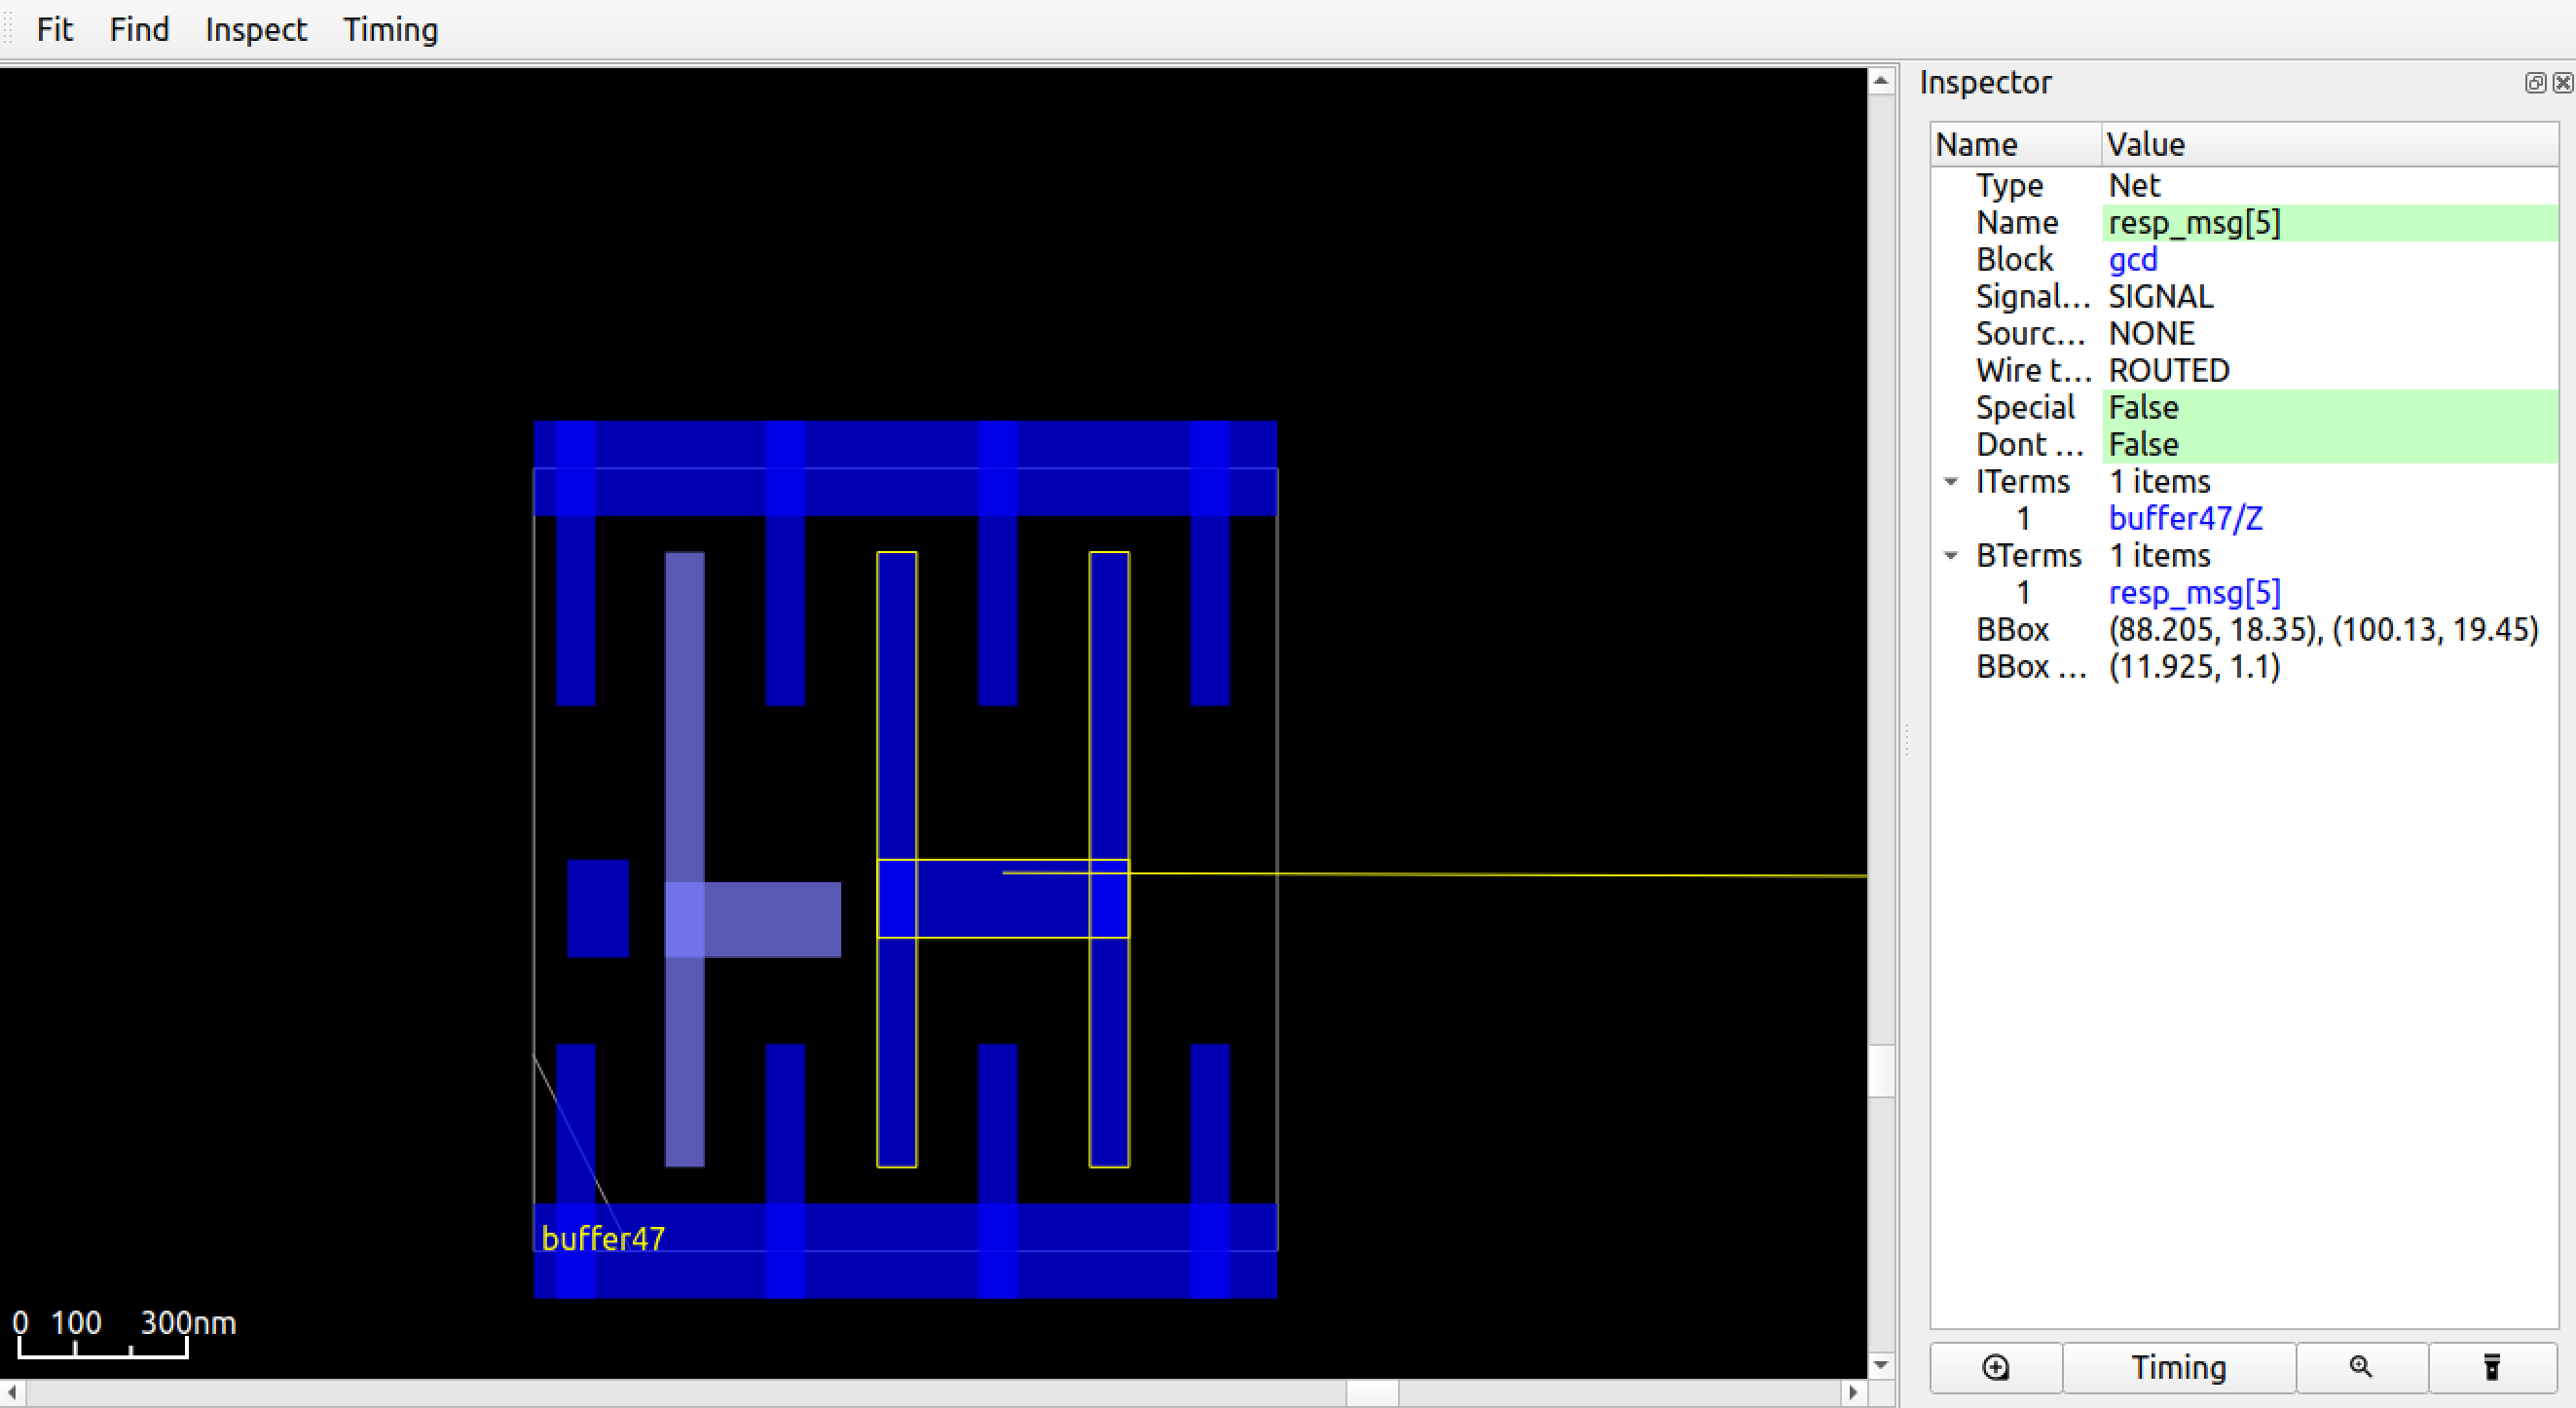 Fit Find Inspect Timing
Inspector
Name Value
Type Net
Name resp_msg[5]
Block gcd
Signal... SIGNAL
Sourc... NONE
Wire t... ROUTED
Special False
Dont ... False
ITerms 1 items
1 buffer47/Z
BTerms 1 items
1 resp_msg[5]
BBox (88.205, 18.35), (100.13, 19.45)
BBox ... (11.925, 1.1)
buffer47
0 100 300nm
Timing